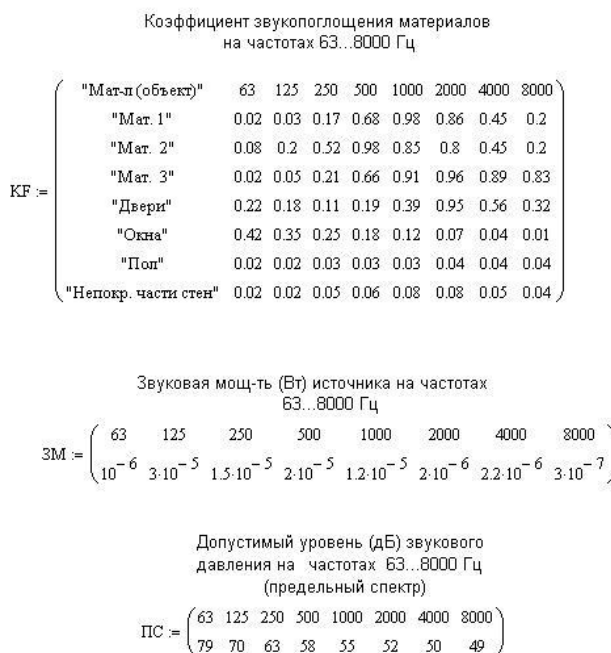 Коэффициент звукопоглощения материалов
на частотах 63...8000 Гц
"Мат-л (объект)" 63 125 250 500 1000 2000 4000 8000
"Мат. 1" 0.02 0.03 0.17 0.68 0.98 0.86 0.45 0.2
"Мат. 2" 0.08 0.2 0.52 0.98 0.85 0.8 0.45 0.2
"Мат. 3" 0.02 0.05 0.21 0.66 0.91 0.96 0.89 0.83
KF := "Двери" 0.22 0.18 0.11 0.19 0.39 0.95 0.56 0.32
"Окна" 0.42 0.35 0.25 0.18 0.12 0.07 0.04 0.01
"Пол" 0.02 0.02 0.03 0.03 0.03 0.04 0.04 0.04
"Непокр. части стен" 0.02 0.02 0.05 0.06 0.08 0.08 0.05 0.04
Звуковая мощ-ть (Вт) источника на частотах
63...8000 Гц
ЗМ := 63 125 250 500 1000 2000 4000 8000
10⁻⁶ 3·10⁻⁵ 1.5·10⁻⁵ 2·10⁻⁵ 1.2·10⁻⁵ 2·10⁻⁶ 2.2·10⁻⁶ 3·10⁻⁷
Допустимый уровень (дБ) звукового
давления на частотах 63...8000 Гц
(предельный спектр)
ПС := 63 125 250 500 1000 2000 4000 8000
79 70 63 58 55 52 50 49